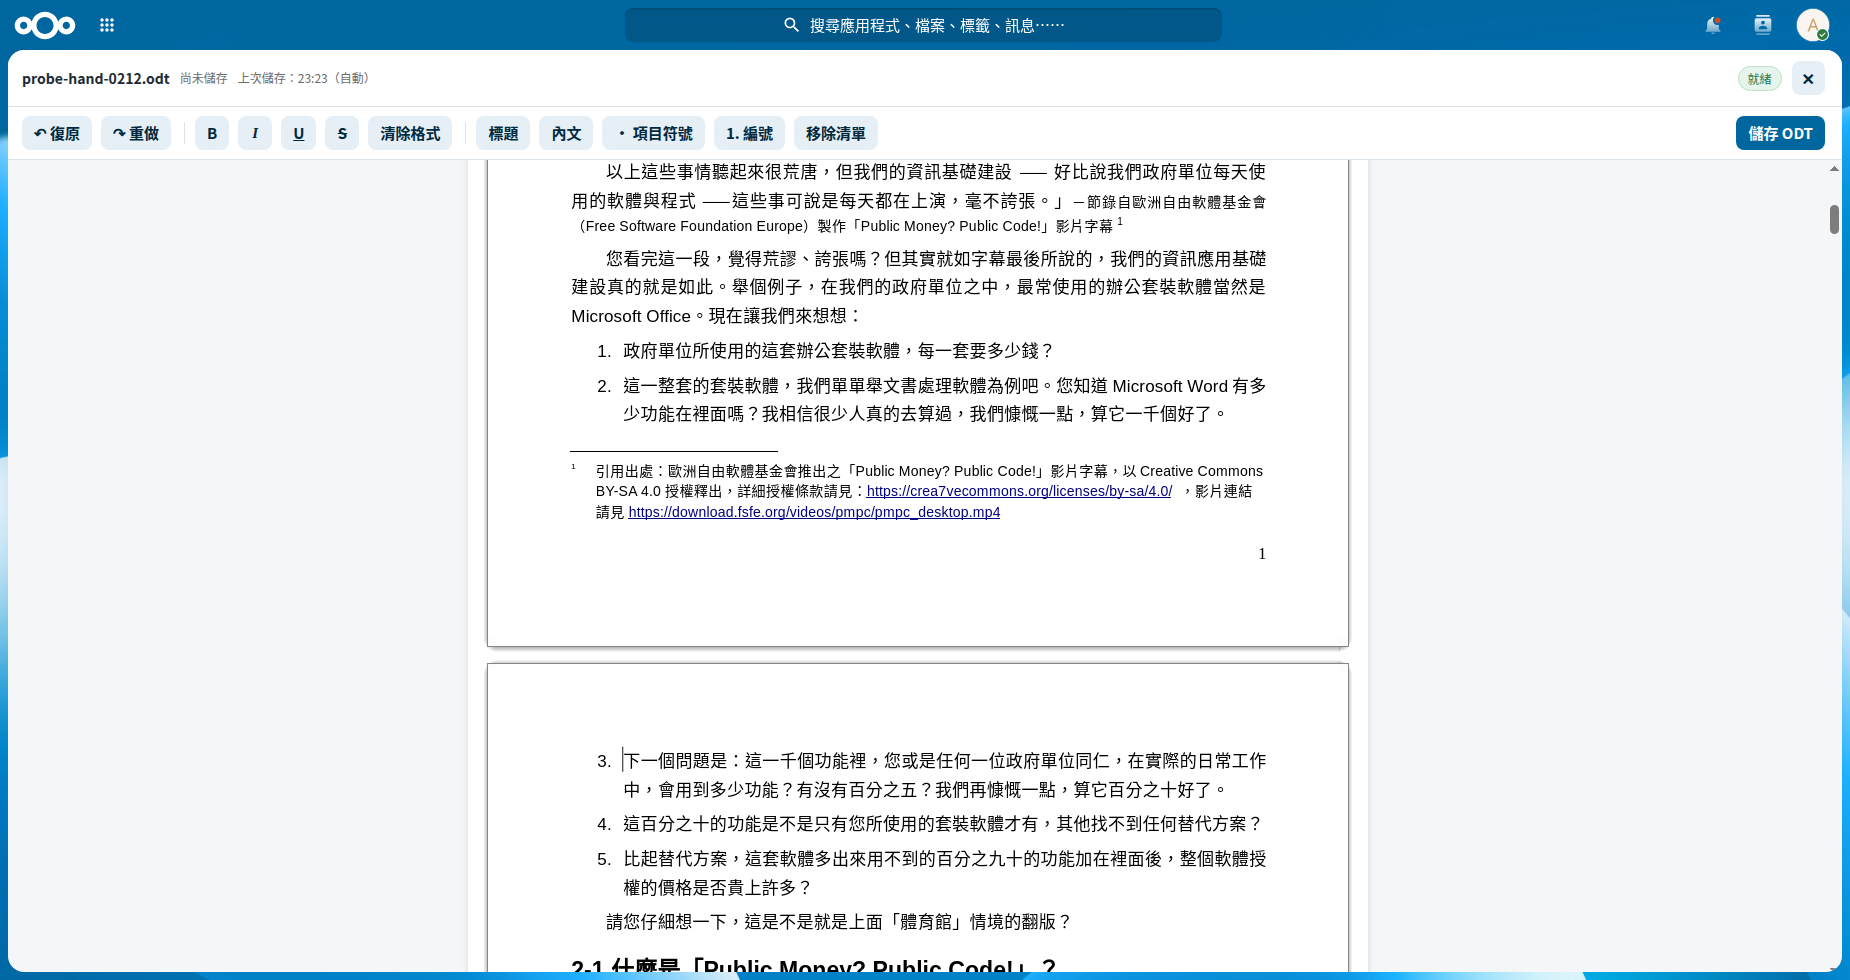 搜尋應用程式、檔案、標籤、訊息……
A
probe-hand-0212.odt 尚未儲存 上次儲存：23:23（自動）
就緒 ✕
↶ 復原 ↷ 重做 B I U S 清除格式 標題 內文 ・ 項目符號 1. 編號 移除清單 儲存 ODT
以上這些事情聽起來很荒唐，但我們的資訊基礎建設 —— 好比說我們政府單位每天使
用的軟體與程式 ——這些事可說是每天都在上演，毫不誇張。」－節錄自歐洲自由軟體基金會
（Free Software Foundation Europe）製作「Public Money? Public Code!」影片字幕 1
您看完這一段，覺得荒謬、誇張嗎？但其實就如字幕最後所說的，我們的資訊應用基礎
建設真的就是如此。舉個例子，在我們的政府單位之中，最常使用的辦公套裝軟體當然是
Microsoft Office。現在讓我們來想想：
1. 政府單位所使用的這套辦公套裝軟體，每一套要多少錢？
2. 這一整套的套裝軟體，我們單單舉文書處理軟體為例吧。您知道 Microsoft Word 有多
少功能在裡面嗎？我相信很少人真的去算過，我們慷慨一點，算它一千個好了。
1 引用出處：歐洲自由軟體基金會推出之「Public Money? Public Code!」影片字幕，以 Creative Commons
BY-SA 4.0 授權釋出，詳細授權條款請見：https://crea7vecommons.org/licenses/by-sa/4.0/ ，影片連結
請見 https://download.fsfe.org/videos/pmpc/pmpc_desktop.mp4
1
3. 下一個問題是：這一千個功能裡，您或是任何一位政府單位同仁，在實際的日常工作
中，會用到多少功能？有沒有百分之五？我們再慷慨一點，算它百分之十好了。
4. 這百分之十的功能是不是只有您所使用的套裝軟體才有，其他找不到任何替代方案？
5. 比起替代方案，這套軟體多出來用不到的百分之九十的功能加在裡面後，整個軟體授
權的價格是否貴上許多？
請您仔細想一下，這是不是就是上面「體育館」情境的翻版？
2-1 什麼是「Public Money? Public Code!」？